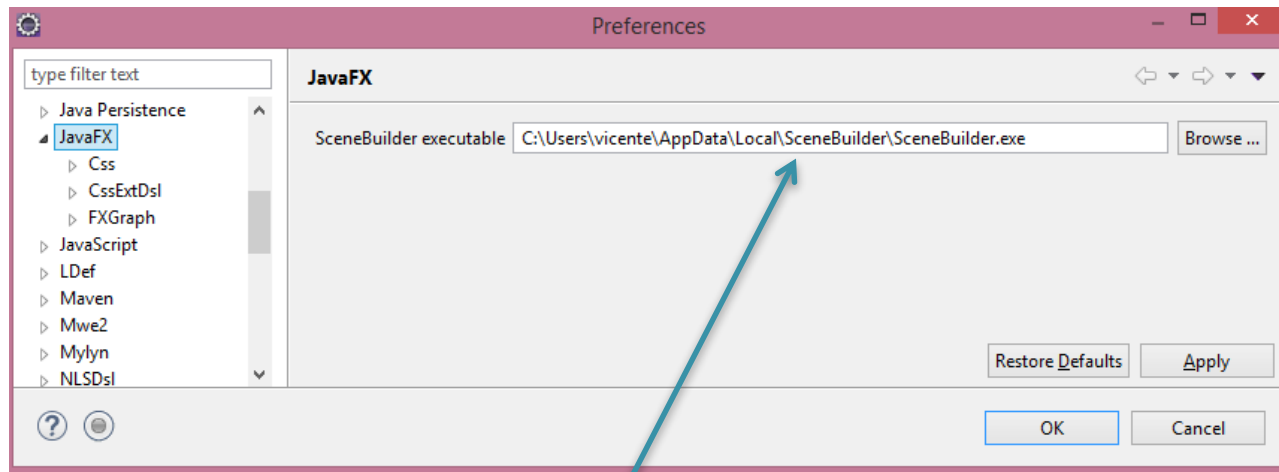 Preferences
type filter text
JavaFX
Java Persistence
JavaFX
Css
CssExtDsl
FXGraph
JavaScript
LDef
Maven
Mwe2
Mylyn
NLSDsl
SceneBuilder executable C:\Users\vicente\AppData\Local\SceneBuilder\SceneBuilder.exe Browse ...
Restore Defaults Apply
OK Cancel